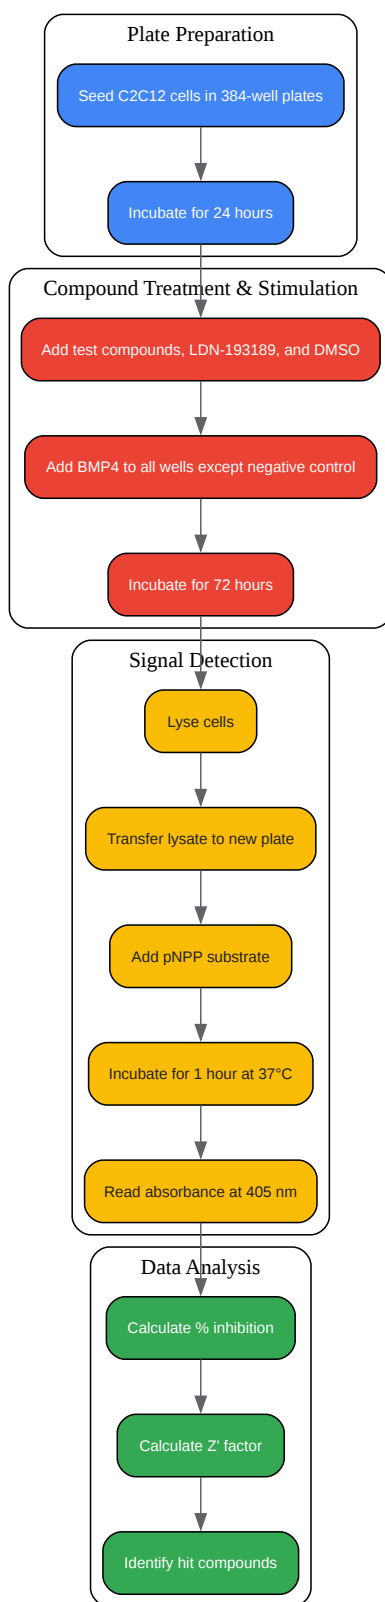 Plate Preparation
Seed C2C12 cells in 384-well plates
Incubate for 24 hours
Compound Treatment & Stimulation
Add test compounds, LDN-193189, and DMSO
Add BMP4 to all wells except negative control
Incubate for 72 hours
Signal Detection
Lyse cells
Transfer lysate to new plate
Add pNPP substrate
Incubate for 1 hour at 37°C
Read absorbance at 405 nm
Data Analysis
Calculate % inhibition
Calculate Z' factor
Identify hit compounds